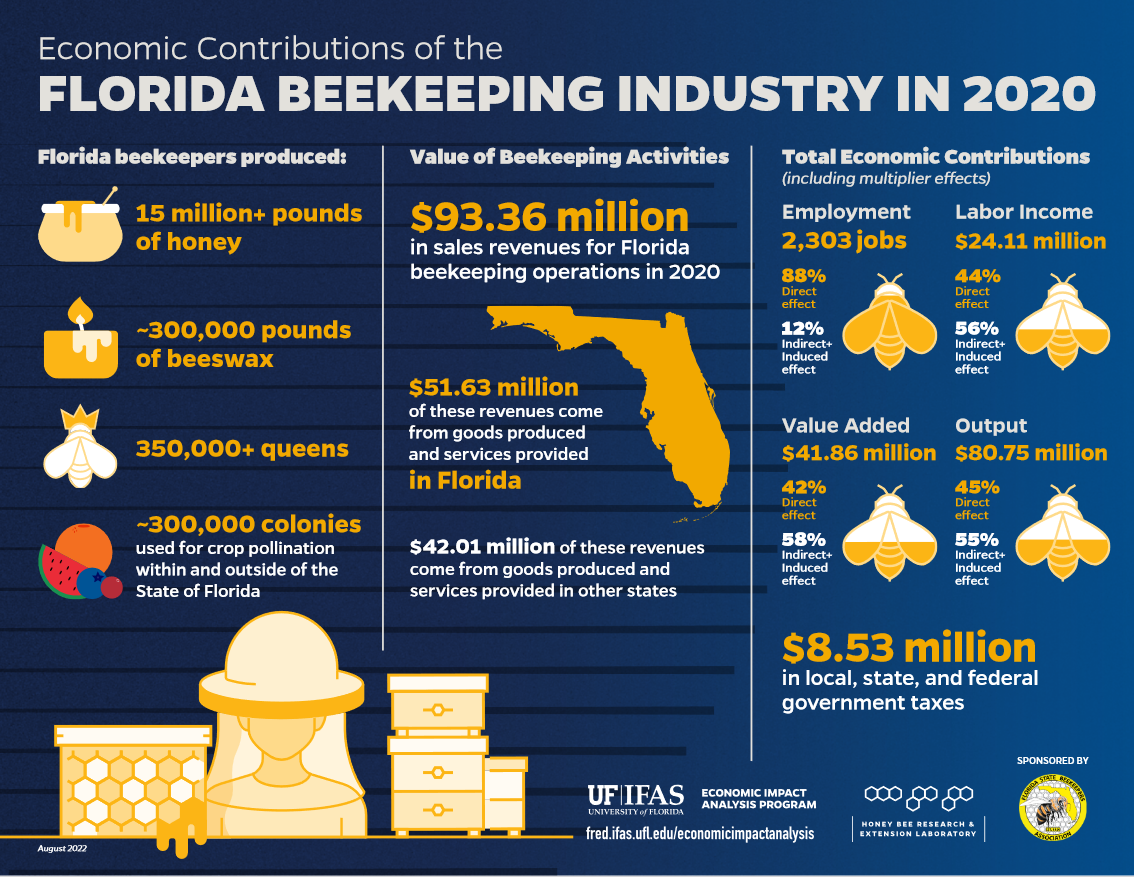 Economic Contributions of the
FLORIDA BEEKEEPING INDUSTRY IN 2020
Florida beekeepers produced:
15 million+ pounds
of honey
~300,000 pounds
of beeswax
350,000+ queens
~300,000 colonies
used for crop pollination
within and outside of the
State of Florida
Value of Beekeeping Activities
$93.36 million
in sales revenues for Florida
beekeeping operations in 2020
$51.63 million
of these revenues come
from goods produced
and services provided
in Florida
$42.01 million of these revenues
come from goods produced and
services provided in other states
Total Economic Contributions
(including multiplier effects)
Employment
2,303 jobs
88%
Direct
effect
12%
Indirect+
Induced
effect
Labor Income
$24.11 million
44%
Direct
effect
56%
Indirect+
Induced
effect
Value Added
$41.86 million
42%
Direct
effect
58%
Indirect+
Induced
effect
Output
$80.75 million
45%
Direct
effect
55%
Indirect+
Induced
effect
$8.53 million
in local, state, and federal
government taxes
August 2022
UF|IFAS
UNIVERSITY of FLORIDA
ECONOMIC IMPACT
ANALYSIS PROGRAM
fred.ifas.ufl.edu/economicimpactanalysis
HONEY BEE RESEARCH &
EXTENSION LABORATORY
SPONSORED BY
FLORIDA STATE BEEKEEPERS
ASSOCIATION